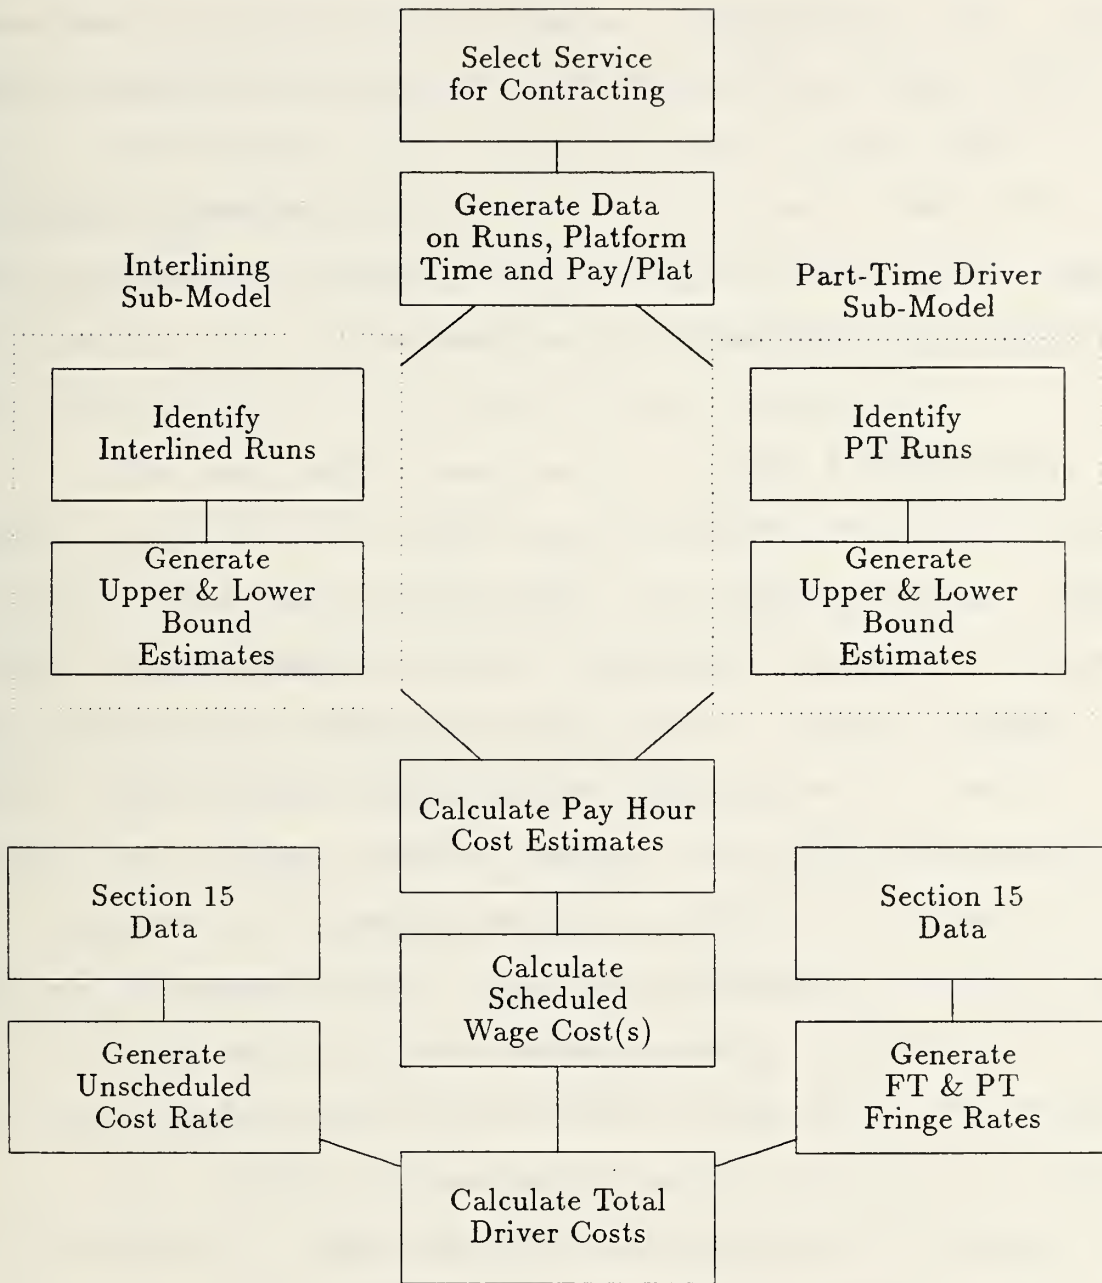 Select Service
for Contracting
Generate Data
on Runs, Platform
Time and Pay/Plat
Interlining
Sub-Model
Part-Time Driver
Sub-Model
Identify
Interlined Runs
Generate
Upper & Lower
Bound
Estimates
Identify
PT Runs
Generate
Upper & Lower
Bound
Estimates
Calculate Pay Hour
Cost Estimates
Section 15
Data
Calculate
Scheduled
Wage Cost(s)
Section 15
Data
Generate
Unscheduled
Cost Rate
Generate
FT & PT
Fringe Rates
Calculate Total
Driver Costs